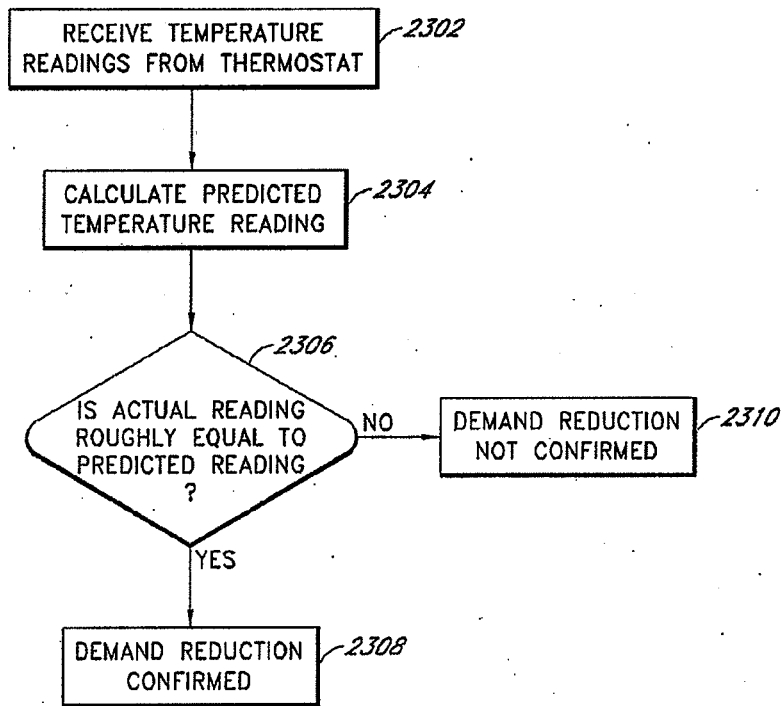 RECEIVE TEMPERATURE
READINGS FROM THERMOSTAT
2302
CALCULATE PREDICTED
TEMPERATURE READING
2304
2306
IS ACTUAL READING
ROUGHLY EQUAL TO
PREDICTED READING
?
NO
DEMAND REDUCTION
NOT CONFIRMED
2310
YES
DEMAND REDUCTION
CONFIRMED
2308